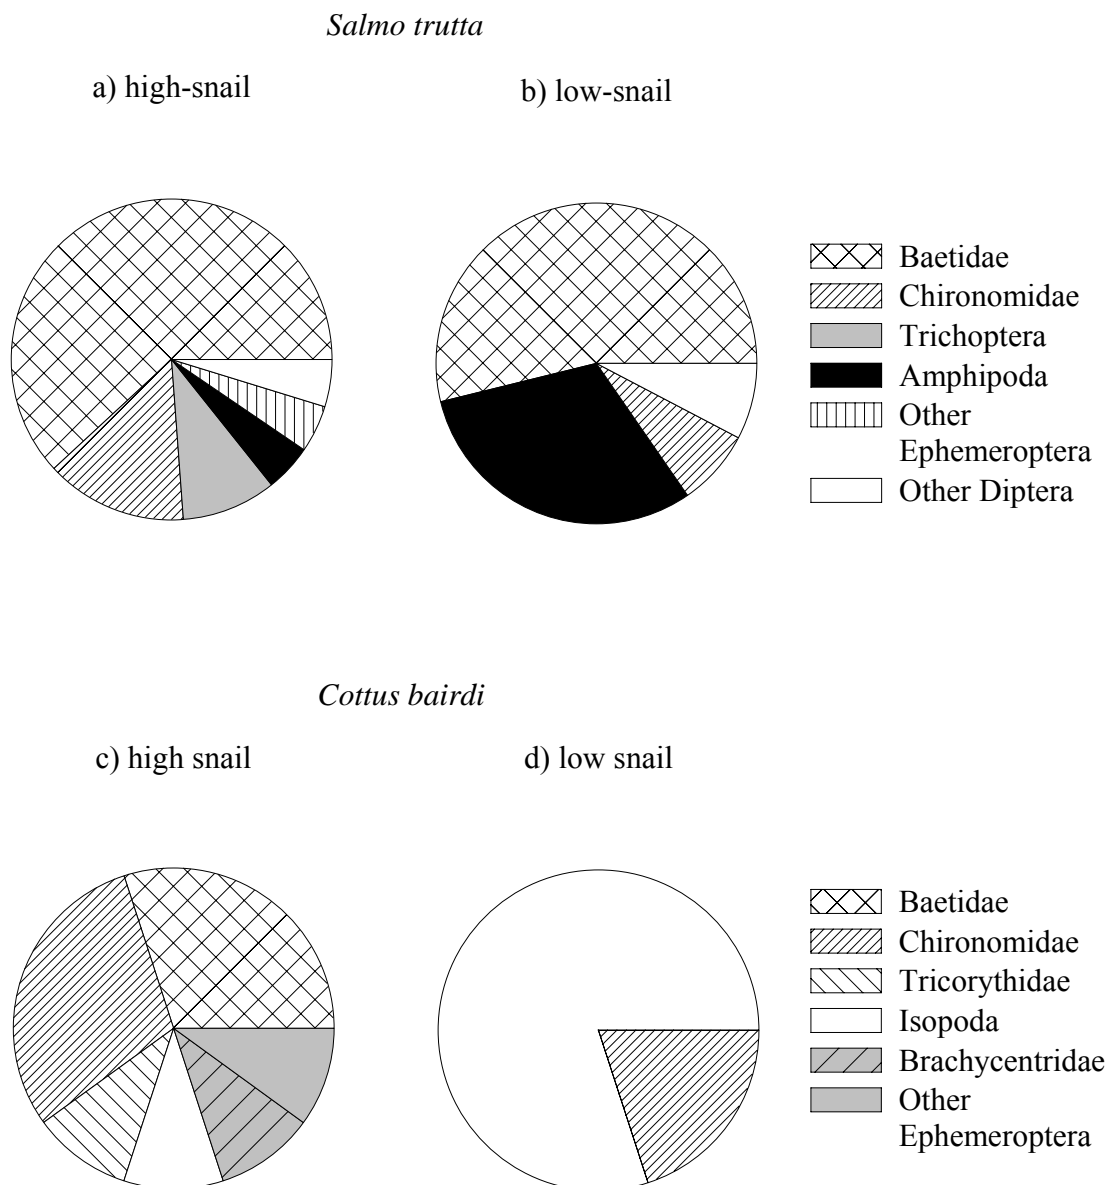 Salmo trutta
a) high-snail
b) low-snail
Baetidae
Chironomidae
Trichoptera
Amphipoda
Other
Ephemeroptera
Other Diptera
Cottus bairdi
c) high snail
d) low snail
Baetidae
Chironomidae
Tricorythidae
Isopoda
Brachycentridae
Other
Ephemeroptera